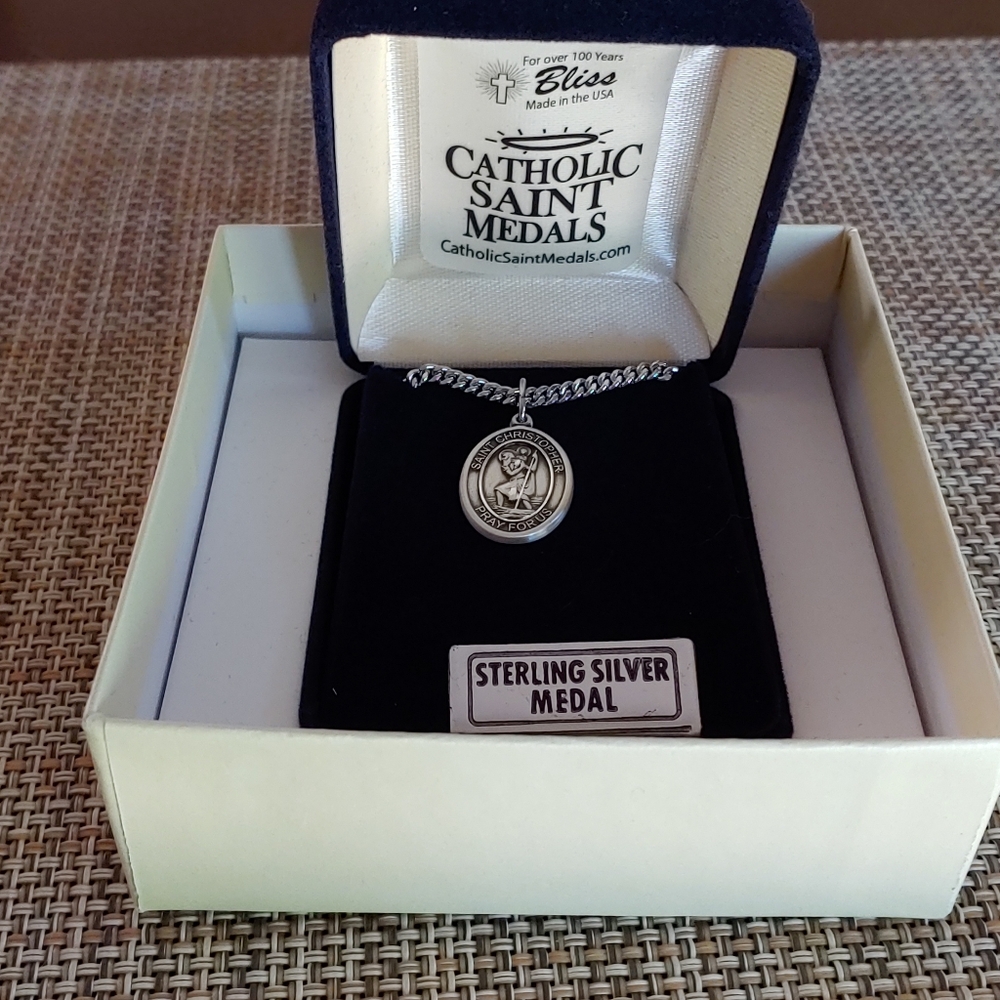 For over 100 Years
Bliss
Made in the USA
CATHOLIC
SAINT
MEDALS
CatholicSaintMedals.com
SAINT CHRISTOPHER
PRAY FOR US
STERLING SILVER
MEDAL